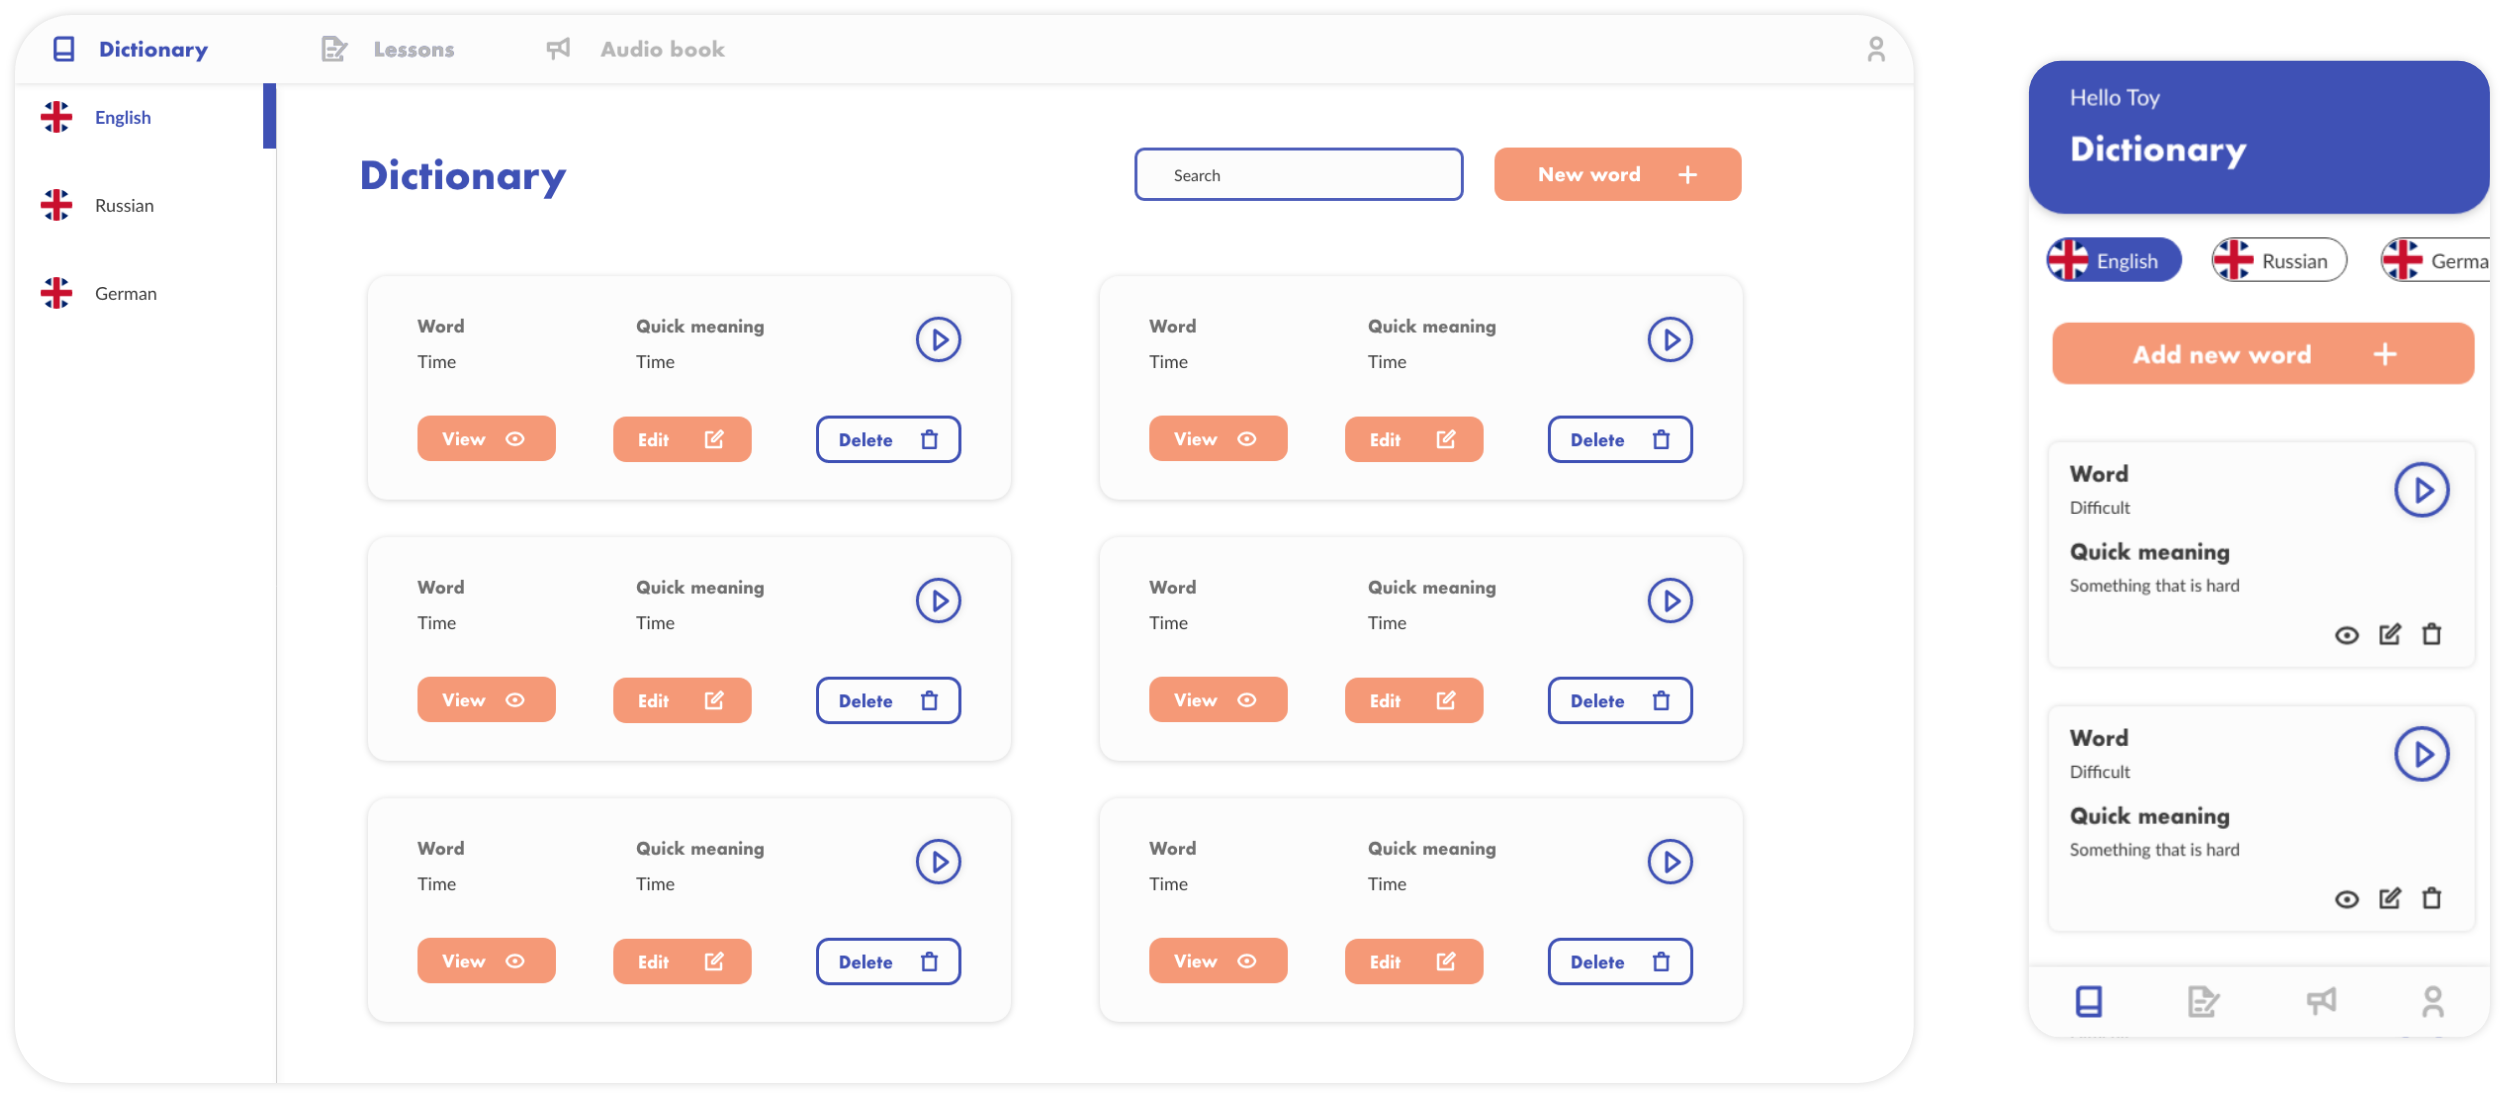 Dictionary Lessons Audio book
English
Russian
German
Dictionary Search New word
Word Quick meaning
Time Time
View Edit Delete
Word Quick meaning
Time Time
View Edit Delete
Word Quick meaning
Time Time
View Edit Delete
Word Quick meaning
Time Time
View Edit Delete
Word Quick meaning
Time Time
View Edit Delete
Word Quick meaning
Time Time
View Edit Delete
Hello Toy
Dictionary
English Russian Germa
Add new word
Word
Difficult
Quick meaning
Something that is hard
Word
Difficult
Quick meaning
Something that is hard